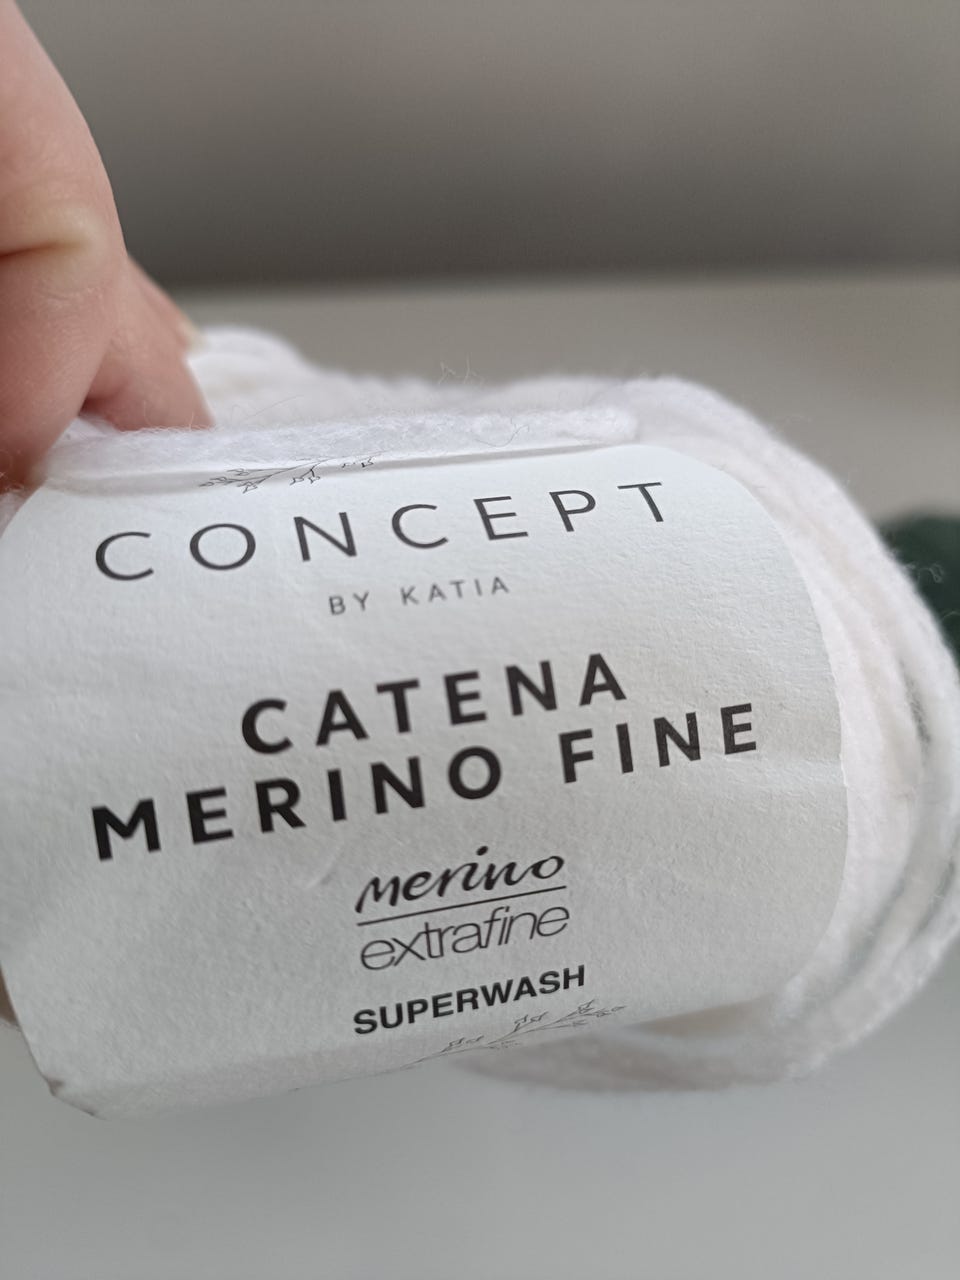 CONCEPT
BY KATIA
CATENA
MERINO FINE
merino
extrafine
SUPERWASH